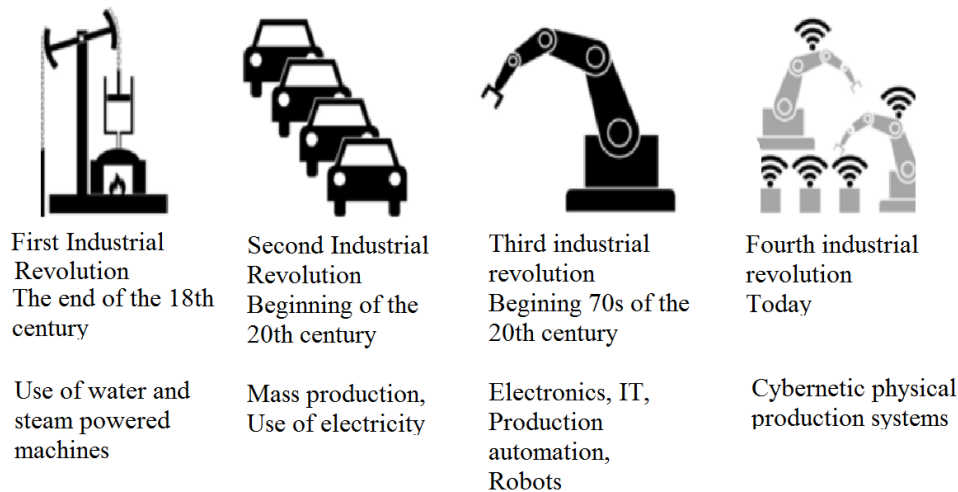 First Industrial
Revolution
The end of the 18th
century
Use of water and
steam powered
machines
Second Industrial
Revolution
Beginning of the
20th century
Mass production,
Use of electricity
Third industrial
revolution
Begining 70s of the
20th century
Electronics, IT,
Production
automation,
Robots
Fourth industrial
revolution
Today
Cybernetic physical
production systems